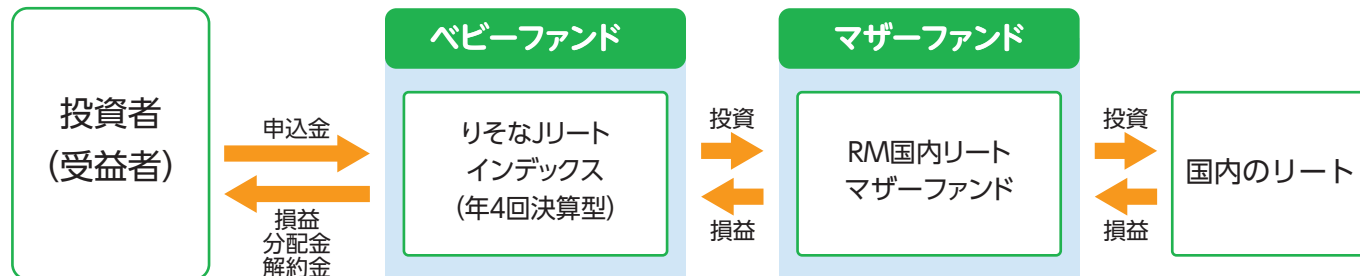 投資者
(受益者)
申込金
損益
分配金
解約金
ベビーファンド
りそなJリート
インデックス
(年4回決算型)
投資
損益
マザーファンド
RM国内リート
マザーファンド
投資
損益
国内のリート